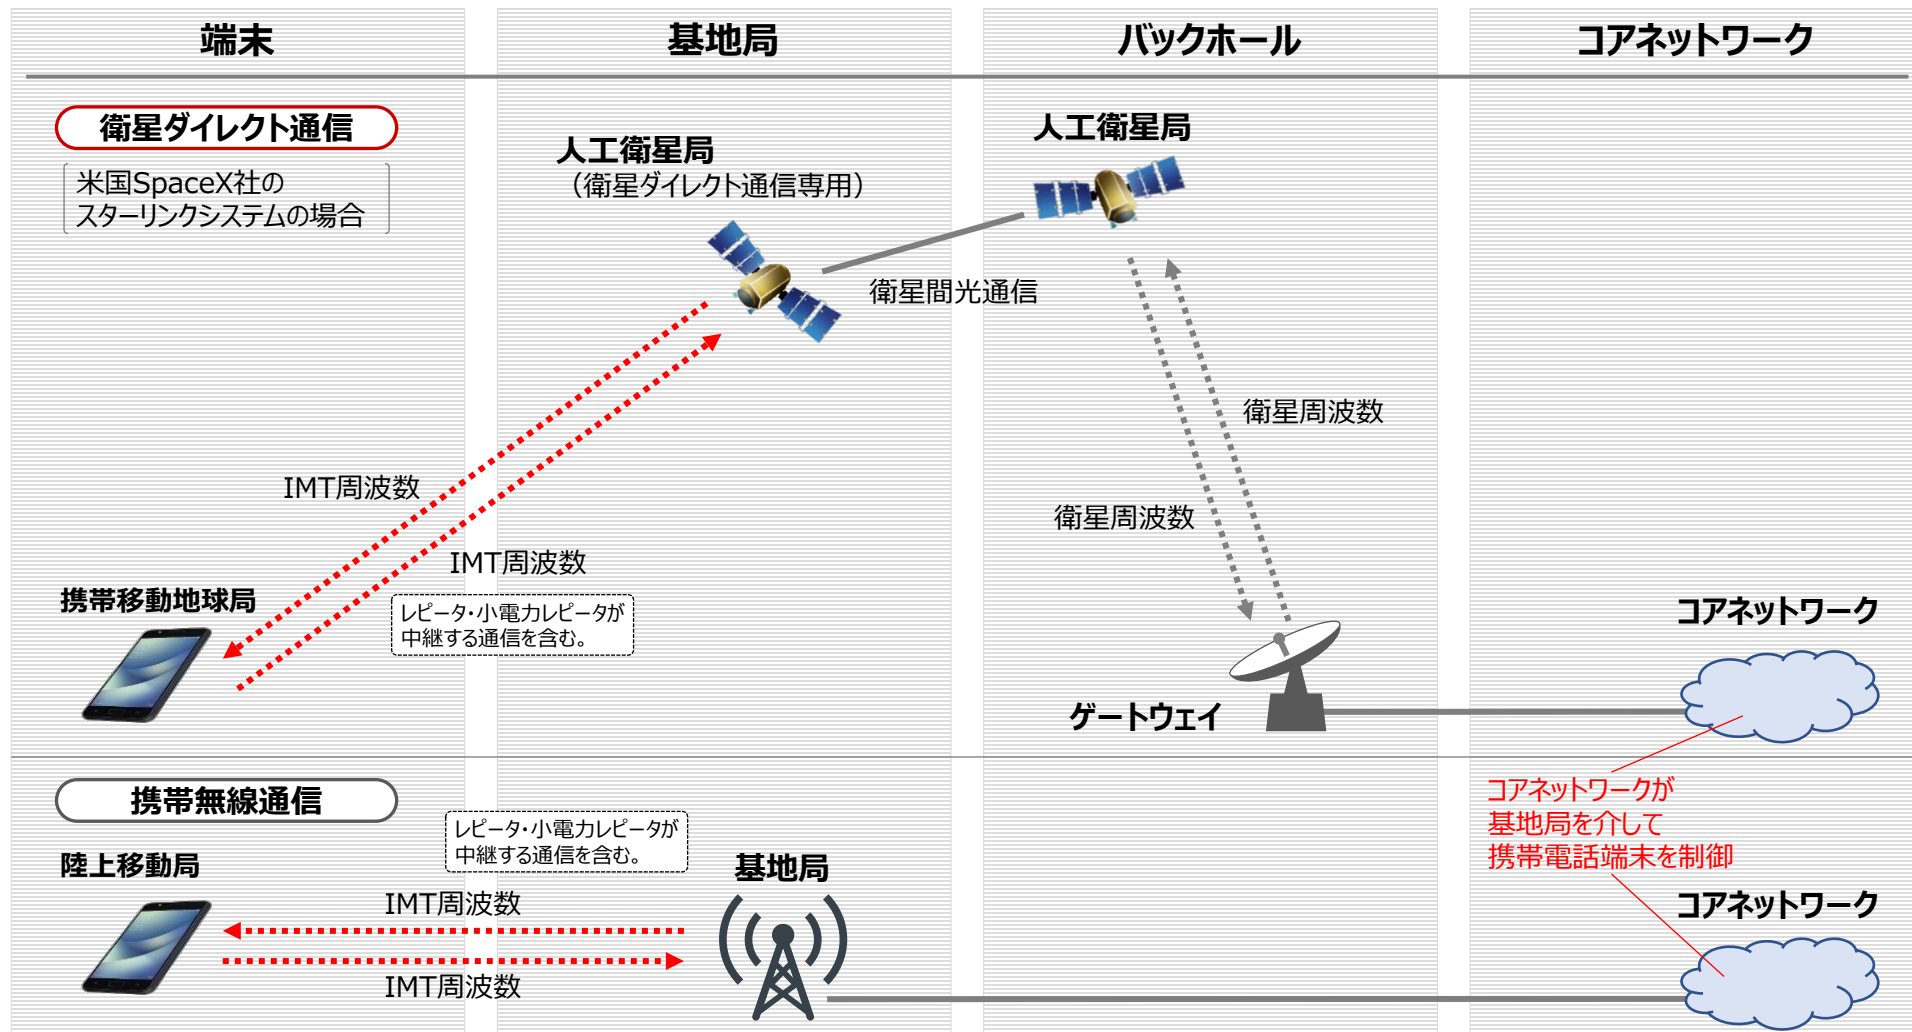 端末
基地局
バックホール
コアネットワーク
衛星ダイレクト通信
米国SpaceX社の
スターリンクシステムの場合
人工衛星局
（衛星ダイレクト通信専用）
人工衛星局
衛星間光通信
衛星周波数
衛星周波数
IMT周波数
IMT周波数
レピータ・小電力レピータが
中継する通信を含む。
携帯移動地球局
ゲートウェイ
コアネットワーク
携帯無線通信
レピータ・小電力レピータが
中継する通信を含む。
陸上移動局
IMT周波数
IMT周波数
基地局
コアネットワークが
基地局を介して
携帯電話端末を制御
コアネットワーク